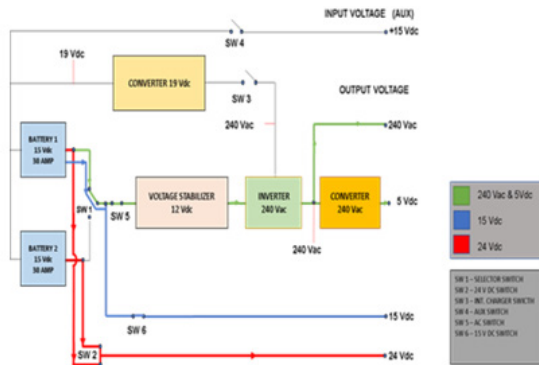 INPUT VOLTAGE (AUX)
+15 Vdc
SW 4
19 Vdc
CONVERTER 19 Vdc
SW 3
OUTPUT VOLTAGE
240 Vac
240 Vac
BATTERY 1
15 Vdc
30 AMP
SW 1
SW 5
VOLTAGE STABILIZER
12 Vdc
INVERTER
240 Vac
CONVERTER
240 Vac
5 Vdc
240 Vac
BATTERY 2
15 Vdc
30 AMP
SW 6
15 Vdc
SW 2
24 Vdc
240 Vac & 5Vdc
15 Vdc
24 Vdc
SW 1 – SELECTOR SWITCH
SW 2 - 24 V DC SWITCH
SW 3 – INT. CHARGER SWICTH
SW 4 – AUX SWITCH
SW 5 – AC SWITCH
SW 6 – 15 V DC SWITCH